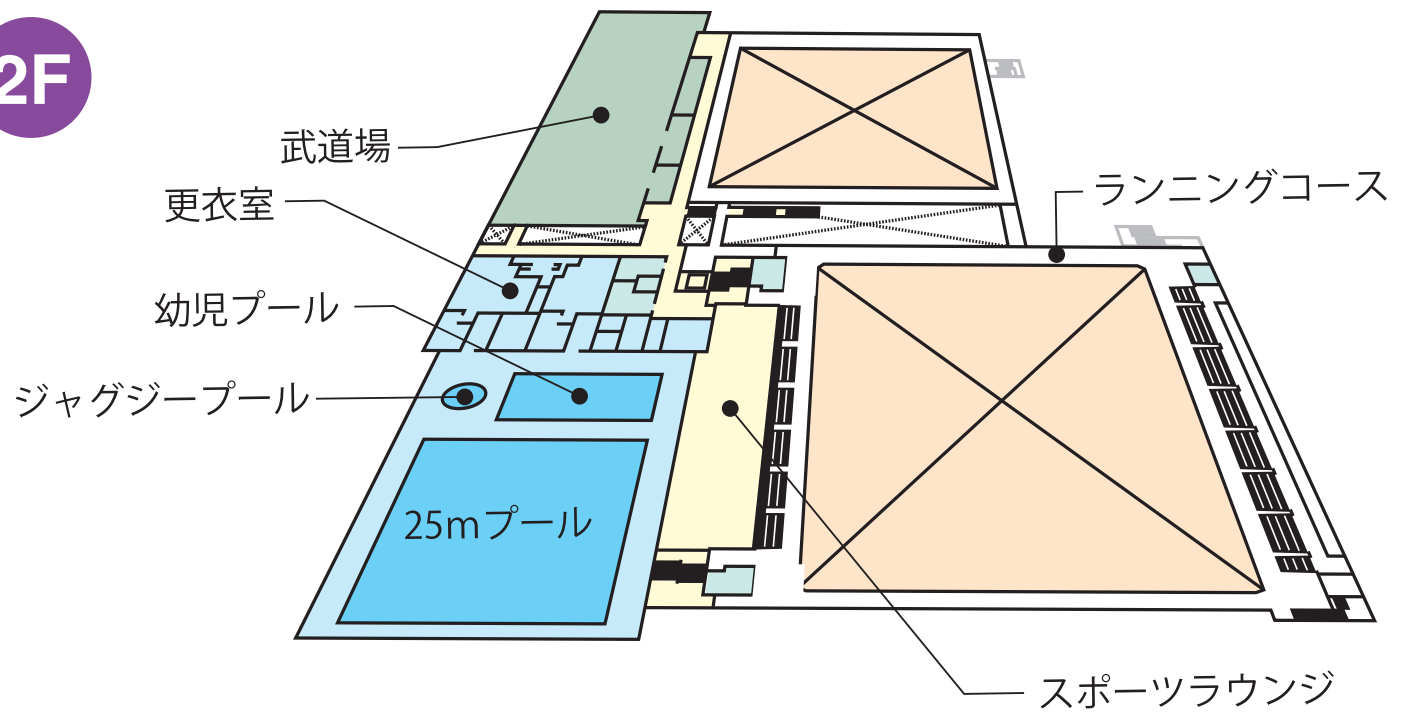 2F
武道場
更衣室
ランニングコース
幼児プール
ジャグジープール
25mプール
スポーツラウンジ